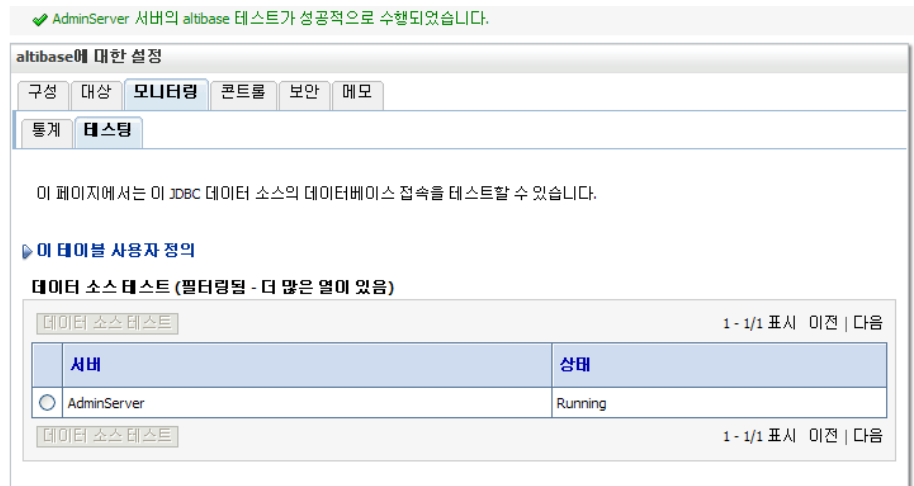 AdminServer 서버의 altibase 테스트가 성공적으로 수행되었습니다.
altibase에 대한 설정
구성 대상 모니터링 콘트롤 보안 메모
통계 테스팅
이 페이지에서는 이 JDBC 데이터 소스의 데이터베이스 접속을 테스트할 수 있습니다.
이 테이블 사용자 정의
데이터 소스 테스트 (필터링됨 - 더 많은 열이 있음)
데이터 소스 테스트 1 - 1/1 표시 이전 | 다음
서버 상태
AdminServer Running
데이터 소스 테스트 1 - 1/1 표시 이전 | 다음